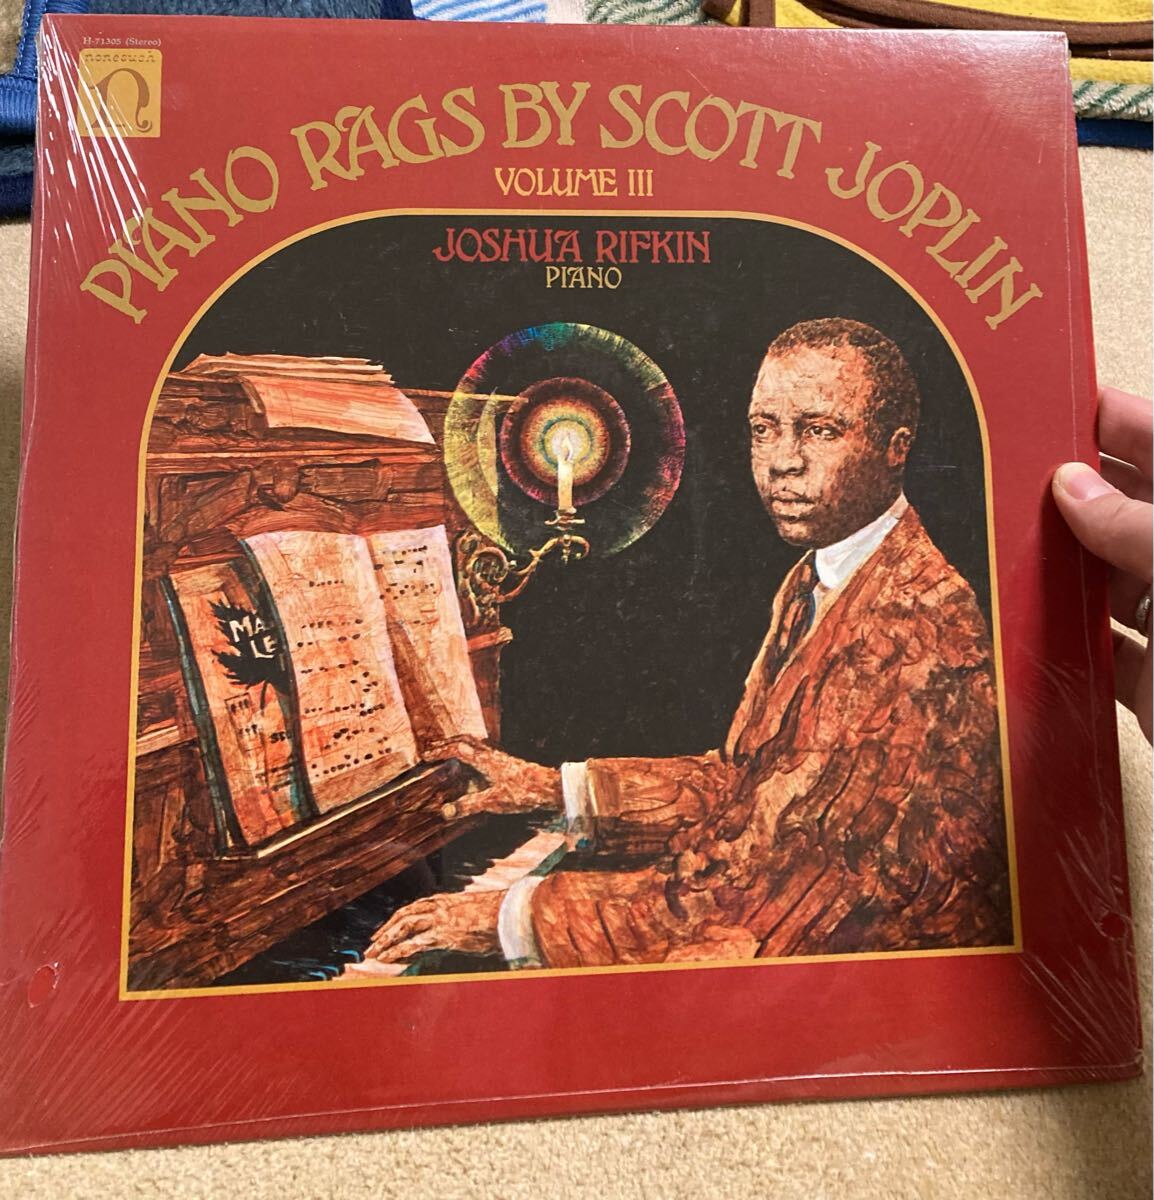 H-71305 (Stereo)
nonesuch
PIANO RAGS BY SCOTT JOPLIN
VOLUME III
JOSHUA RIFKIN
PIANO
MA
LE